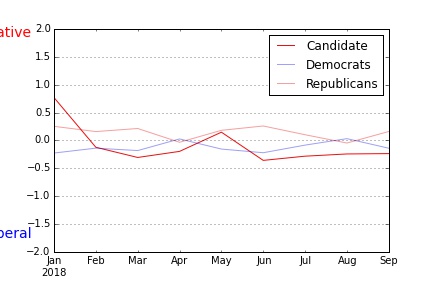 ative
2.0
1.5
1.0
0.5
0.0
−0.5
−1.0
−1.5
−2.0
peral
Candidate
Democrats
Republicans
Jan Feb Mar Apr May Jun Jul Aug Sep
2018